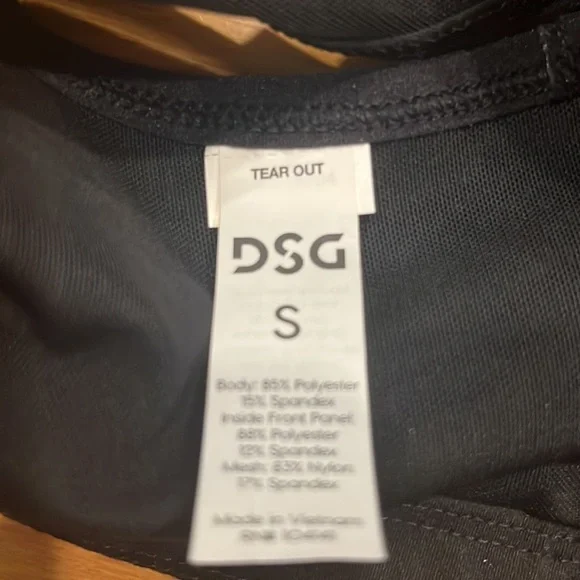 TEAR OUT
DSG
S
Body: 85% Polyester
15% Spandex
Inside Front Panel:
88% Polyester
12% Spandex
Mesh: 83% Nylon
17% Spandex
Made in Vietnam
RN#